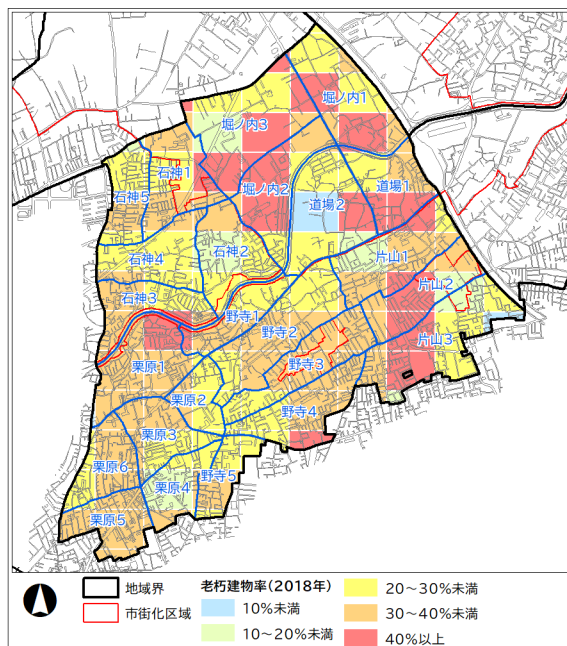 堀ノ内1
堀ノ内3
石神1
堀ノ内2
道場1
石神5
道場2
石神2
片山1
石神4
片山2
石神3
野寺1
野寺2
片山3
野寺3
栗原1
栗原2
野寺4
栗原3
栗原6
野寺5
栗原4
栗原5
地域界
市街化区域
老朽建物率(2018年)
10%未満
10～20%未満
20～30%未満
30～40%未満
40%以上